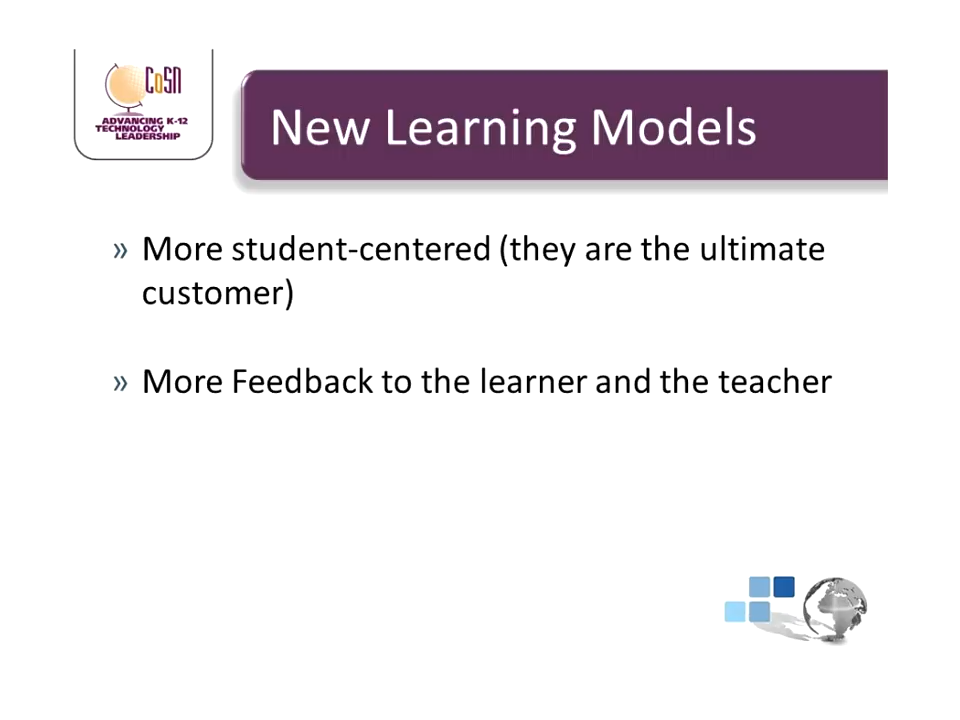 CoSN
ADVANCING K-12
TECHNOLOGY
LEADERSHIP
New Learning Models
» More student-centered (they are the ultimate
customer)
» More Feedback to the learner and the teacher